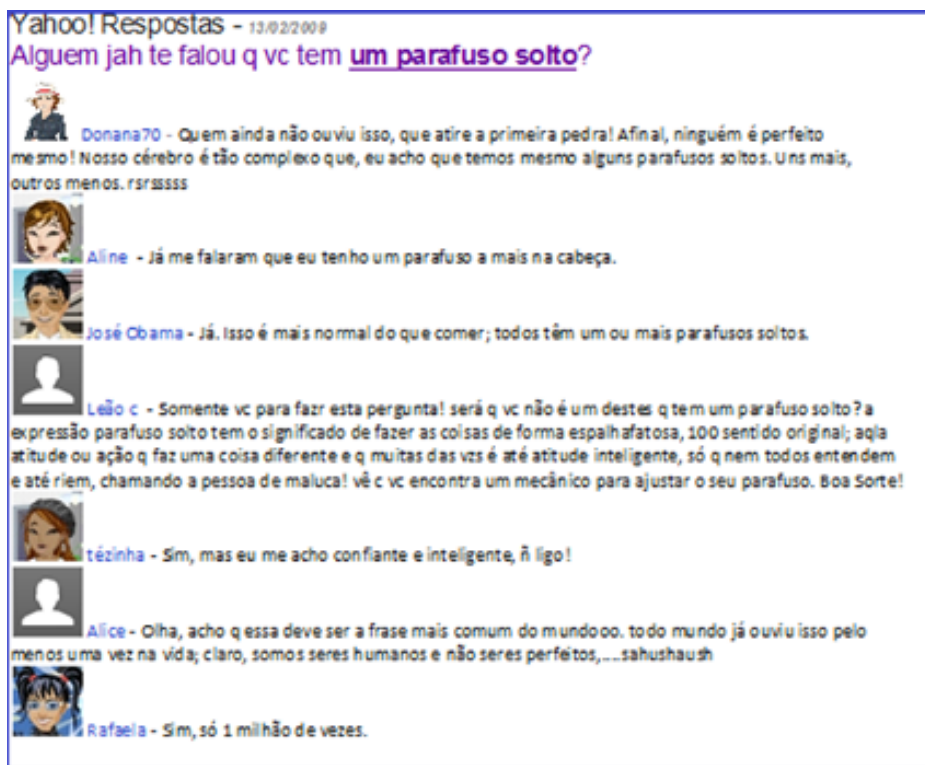 Yahoo! Respostas - 13/02/2009
Alguem jah te falou q vc tem um parafuso solto?
Donana70 - Quem ainda não ouviu isso, que atire a primeira pedra! Afinal, ninguém é perfeito
mesmo! Nosso cérebro é tão complexo que, eu acho que temos mesmo alguns parafusos soltos. Uns mais,
outros menos. rsrsssss
Aline - Já me falaram que eu tenho um parafuso a mais na cabeça.
José Obama - Já. Isso é mais normal do que comer; todos têm um ou mais parafusos soltos.
Leão c - Somente vc para fazr esta pergunta! será q vc não é um destes q tem um parafuso solto? a
expressão parafuso solto tem o significado de fazer as coisas de forma espalhafatosa, 100 sentido original; aqla
atitude ou ação q faz uma coisa diferente e q muitas das vzs é até atitude inteligente, só q nem todos entendem
e até riem, chamando a pessoa de maluca! vê c vc encontra um mecânico para ajustar o seu parafuso. Boa Sorte!
tézinha - Sim, mas eu me acho confiante e inteligente, ñ ligo!
Alice - Olha, acho q essa deve ser a frase mais comum do mundooo. todo mundo já ouviu isso pelo
menos uma vez na vida; claro, somos seres humanos e não seres perfeitos,....sahushaush
Rafaela - Sim, só 1 milhão de vezes.